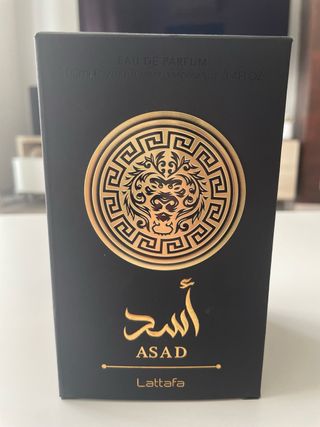 EAU DE PARFUM
أسد
ASAD
Lattafa